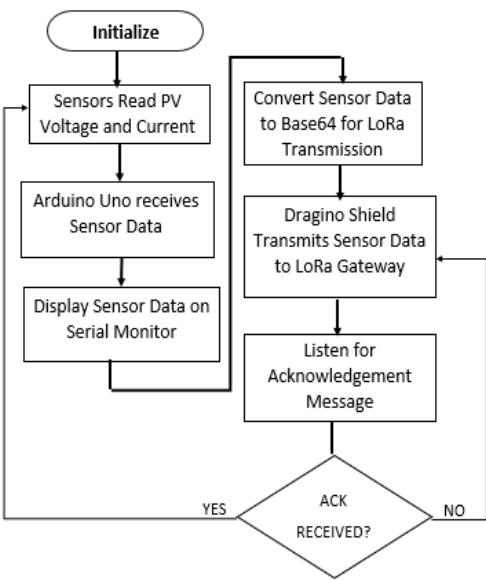 Initialize
Sensors Read PV
Voltage and Current
Arduino Uno receives
Sensor Data
Display Sensor Data on
Serial Monitor
Convert Sensor Data
to Base64 for LoRa
Transmission
Dragino Shield
Transmits Sensor Data
to LoRa Gateway
Listen for
Acknowledgement
Message
ACK
RECEIVED?
YES
NO